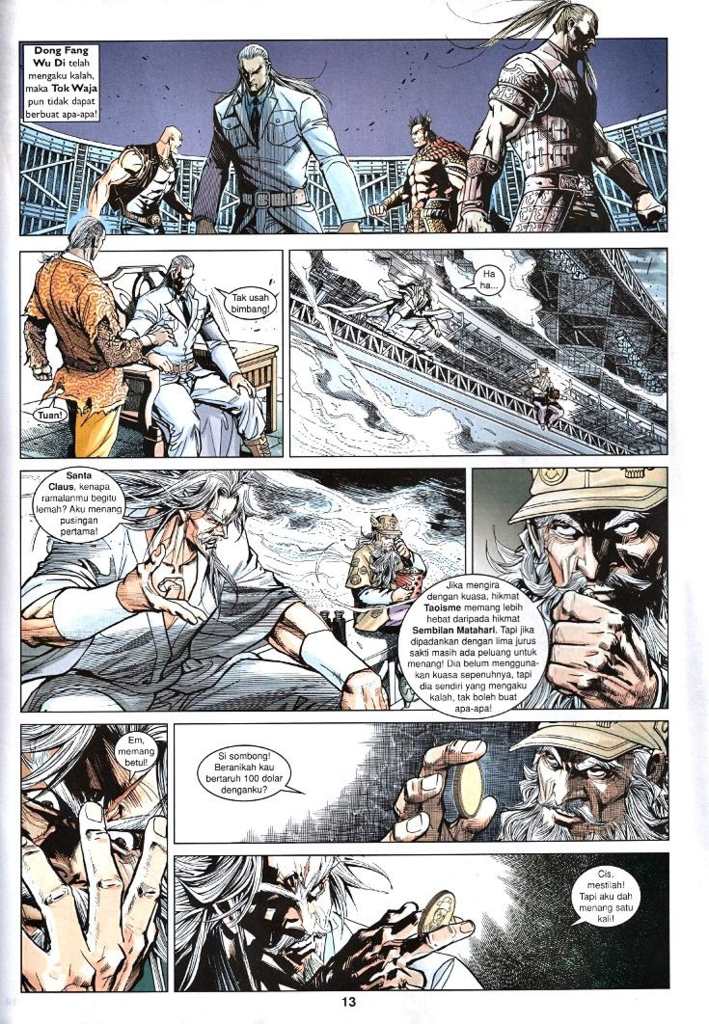 Dong Fang
Wu Di telah
mengaku kalah,
maka Tok Waja
pun tidak dapat
berbuat apa-apa!
Tak usah
bimbang!
Tuan!
Ha
ha...
Santa
Claus, kenapa
ramalanmu begitu
lemah? Aku menang
pusingan
pertama!
Jika mengira
dengan kuasa, hikmat
Taoisme memang lebih
hebat daripada hikmat
Sembilan Matahari. Tapi jika
dipadankan dengan lima jurus
sakti masih ada peluang untuk
menang! Dia belum mengguna-
kan kuasa sepenuhnya, tapi
dia sendiri yang mengaku
kalah, tak boleh buat
apa-apa!
Em,
memang
betul!
Si sombong!
Beranikah kau
bertaruh 100 dolar
denganku?
Cis,
mestilah!
Tapi aku dah
menang satu
kali!
13